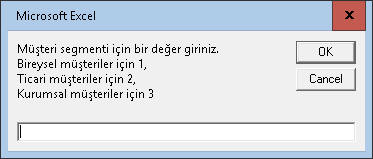 Microsoft Excel
Müşteri segmenti için bir değer giriniz.
Bireysel müşteriler için 1,
Ticari müşteriler için 2,
Kurumsal müşteriler için 3
OK
Cancel